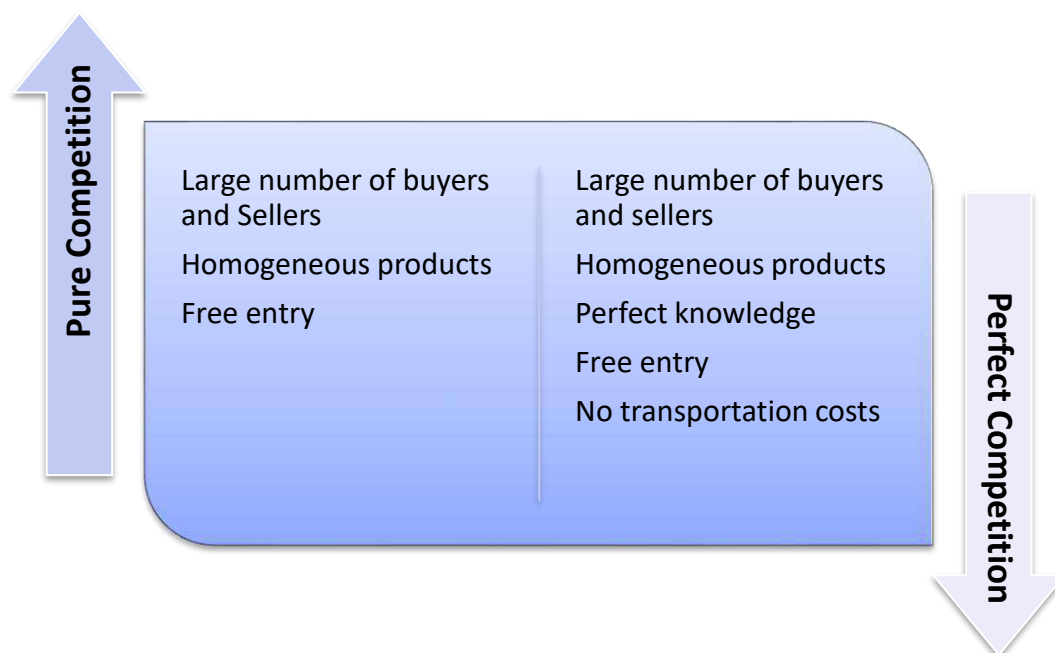 Pure Competition
Large number of buyers
and Sellers
Homogeneous products
Free entry
Large number of buyers
and sellers
Homogeneous products
Perfect knowledge
Free entry
No transportation costs
Perfect Competition